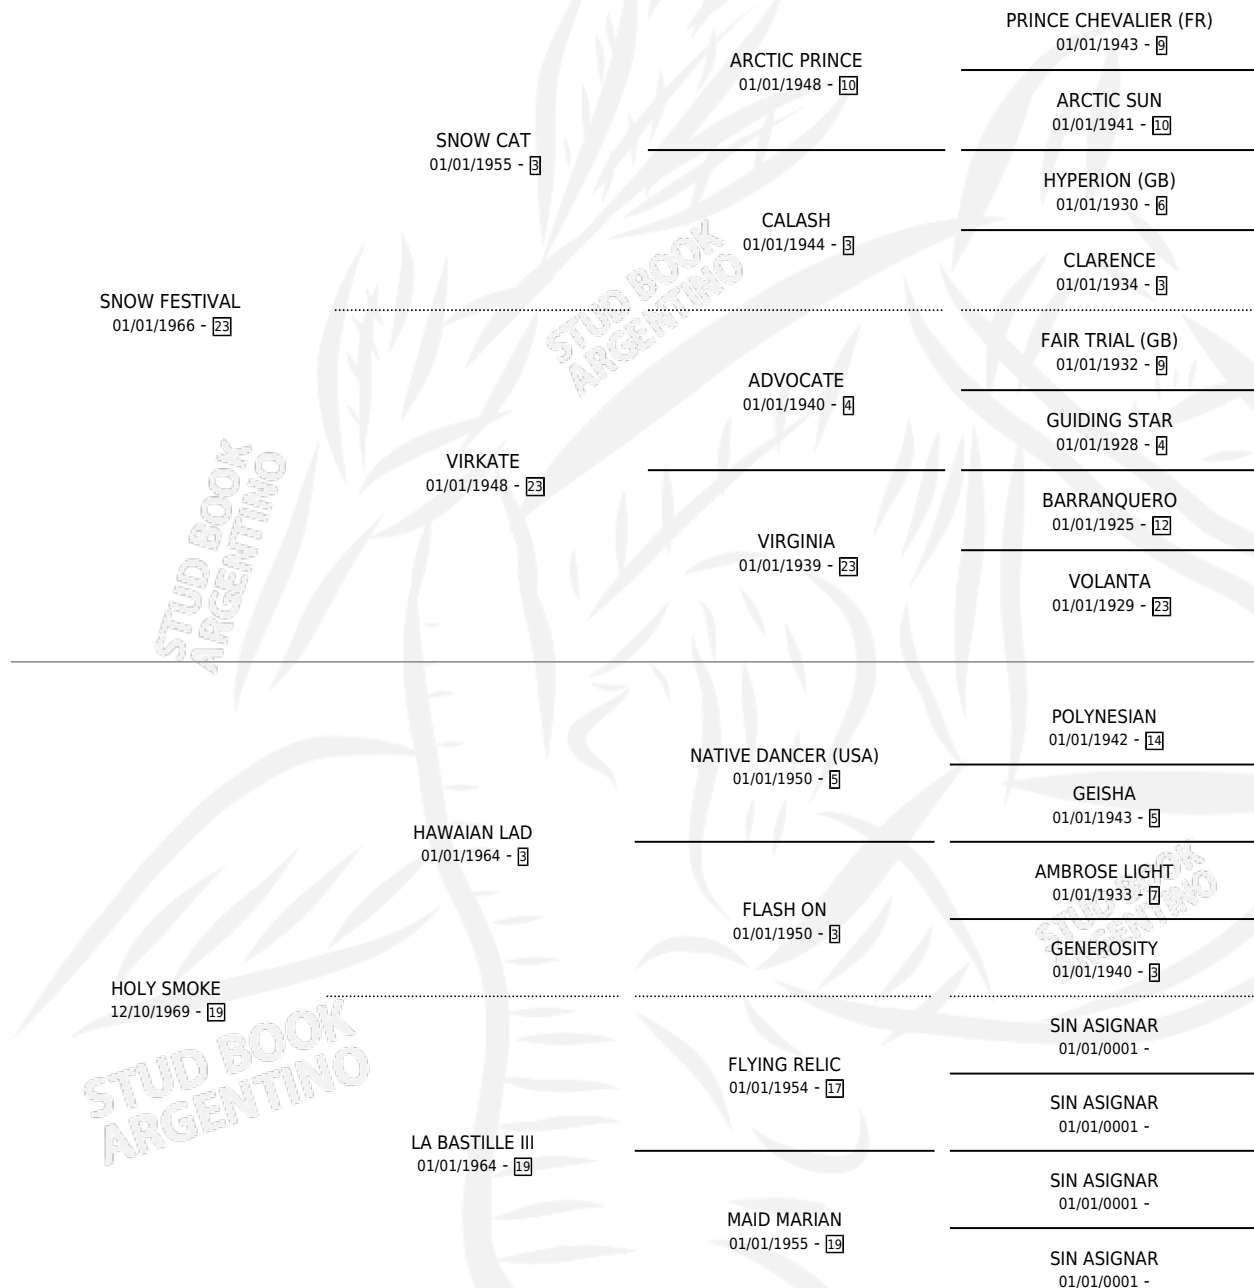 PRINCE CHEVALIER (FR)
01/01/1943 - 9
ARCTIC PRINCE
01/01/1948 - 10
ARCTIC SUN
01/01/1941 - 10
SNOW CAT
01/01/1955 - 3
HYPERION (GB)
01/01/1930 - 6
CALASH
01/01/1944 - 3
CLARENCE
01/01/1934 - 3
SNOW FESTIVAL
01/01/1966 - 23
FAIR TRIAL (GB)
01/01/1932 - 9
ADVOCATE
01/01/1940 - 4
GUIDING STAR
01/01/1928 - 4
VIRKATE
01/01/1948 - 23
BARRANQUERO
01/01/1925 - 12
VIRGINIA
01/01/1939 - 23
VOLANTA
01/01/1929 - 23
POLYNESIAN
01/01/1942 - 14
NATIVE DANCER (USA)
01/01/1950 - 5
GEISHA
01/01/1943 - 5
HAWAIAN LAD
01/01/1964 - 3
AMBROSE LIGHT
01/01/1933 - 7
FLASH ON
01/01/1950 - 3
GENEROSITY
01/01/1940 - 3
HOLY SMOKE
12/10/1969 - 19
SIN ASIGNAR
01/01/0001 -
FLYING RELIC
01/01/1954 - 17
SIN ASIGNAR
01/01/0001 -
LA BASTILLE III
01/01/1964 - 19
SIN ASIGNAR
01/01/0001 -
MAID MARIAN
01/01/1955 - 19
SIN ASIGNAR
01/01/0001 -
STUD BOOK
ARGENTINO
STUD BOOK
ARGENTINO
STUD BOOK
ARGENTINO
STUD BOOK
ARGENTINO